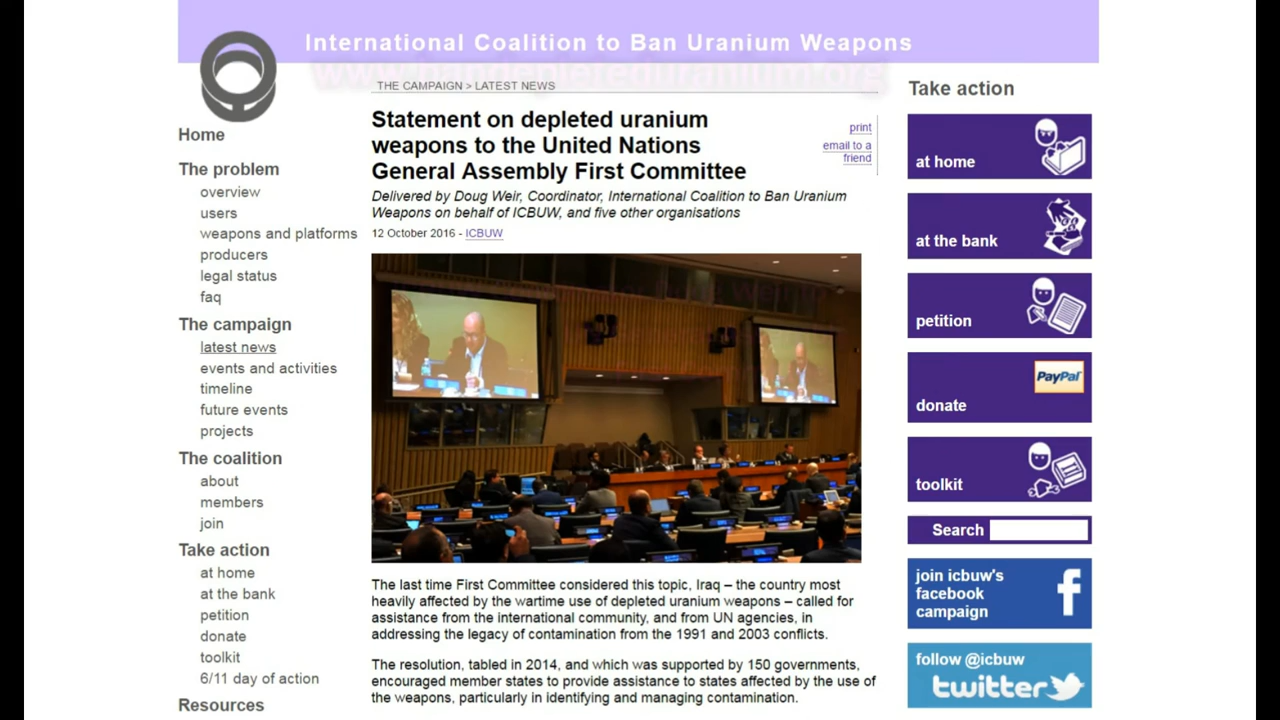 International Coalition to Ban Uranium Weapons
www.bandepleteduranium.org
THE CAMPAIGN > LATEST NEWS
Home
The problem
overview
users
weapons and platforms
producers
legal status
faq
The campaign
latest news
events and activities
timeline
future events
projects
The coalition
about
members
join
Take action
at home
at the bank
petition
donate
toolkit
6/11 day of action
Resources
Statement on depleted uranium
weapons to the United Nations
General Assembly First Committee
print
email to a
friend
Delivered by Doug Weir, Coordinator, International Coalition to Ban Uranium
Weapons on behalf of ICBUW, and five other organisations
12 October 2016 - ICBUW
The last time First Committee considered this topic, Iraq – the country most
heavily affected by the wartime use of depleted uranium weapons – called for
assistance from the international community, and from UN agencies, in
addressing the legacy of contamination from the 1991 and 2003 conflicts.
The resolution, tabled in 2014, and which was supported by 150 governments,
encouraged member states to provide assistance to states affected by the use of
the weapons, particularly in identifying and managing contamination.
Take action
at home
at the bank
petition
PayPal
donate
toolkit
Search
join icbuw's
facebook
campaign
f
follow @icbuw
twitter